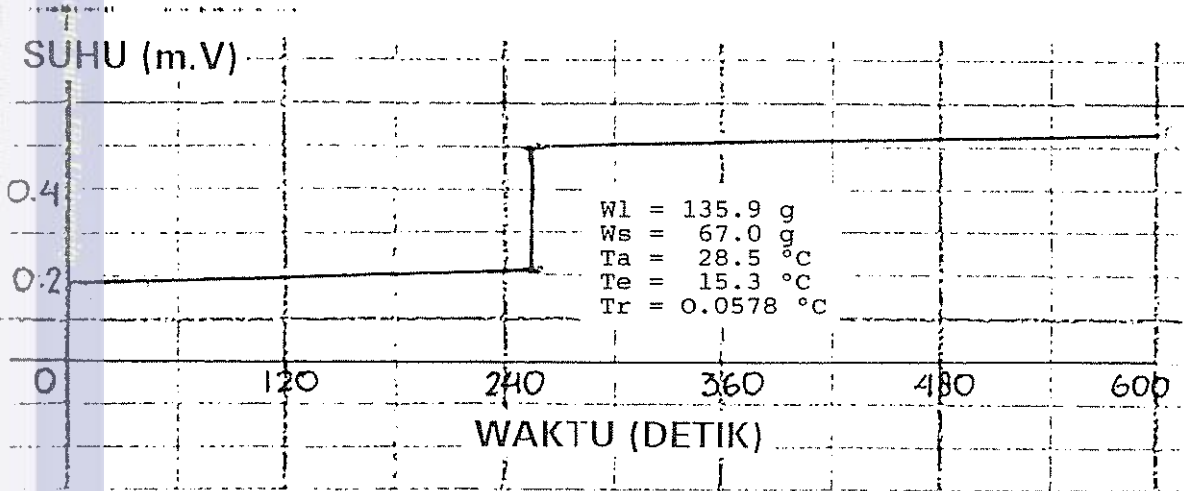 SUHU (m.V)
0.4
Wl = 135.9 g
Ws = 67.0 g
Ta = 28.5 °C
Te = 15.3 °C
Tr = 0.0578 °C
0.2
0 120 240 360 480 600
WAKTU (DETIK)